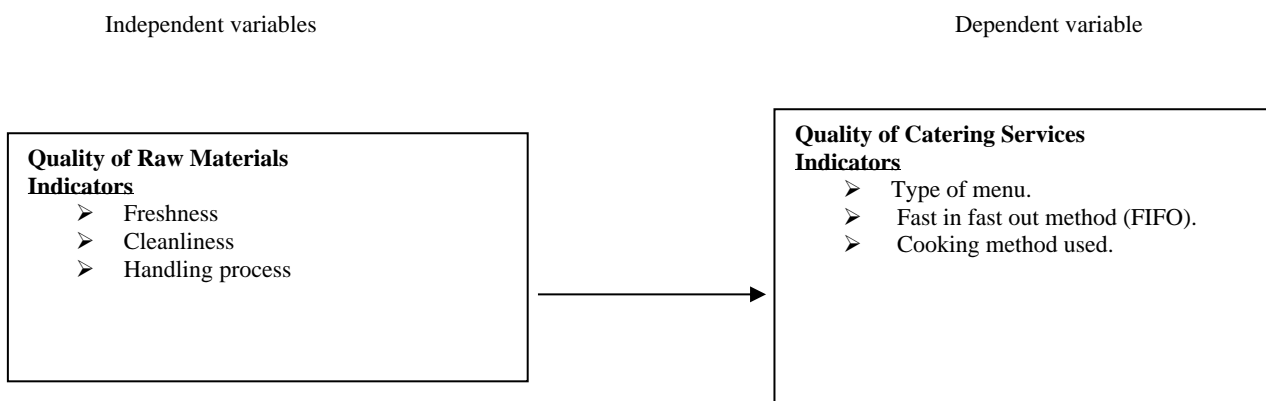 Independent variables
Dependent variable
Quality of Raw Materials
Indicators
➢ Freshness
➢ Cleanliness
➢ Handling process
Quality of Catering Services
Indicators
➢ Type of menu.
➢ Fast in fast out method (FIFO).
➢ Cooking method used.